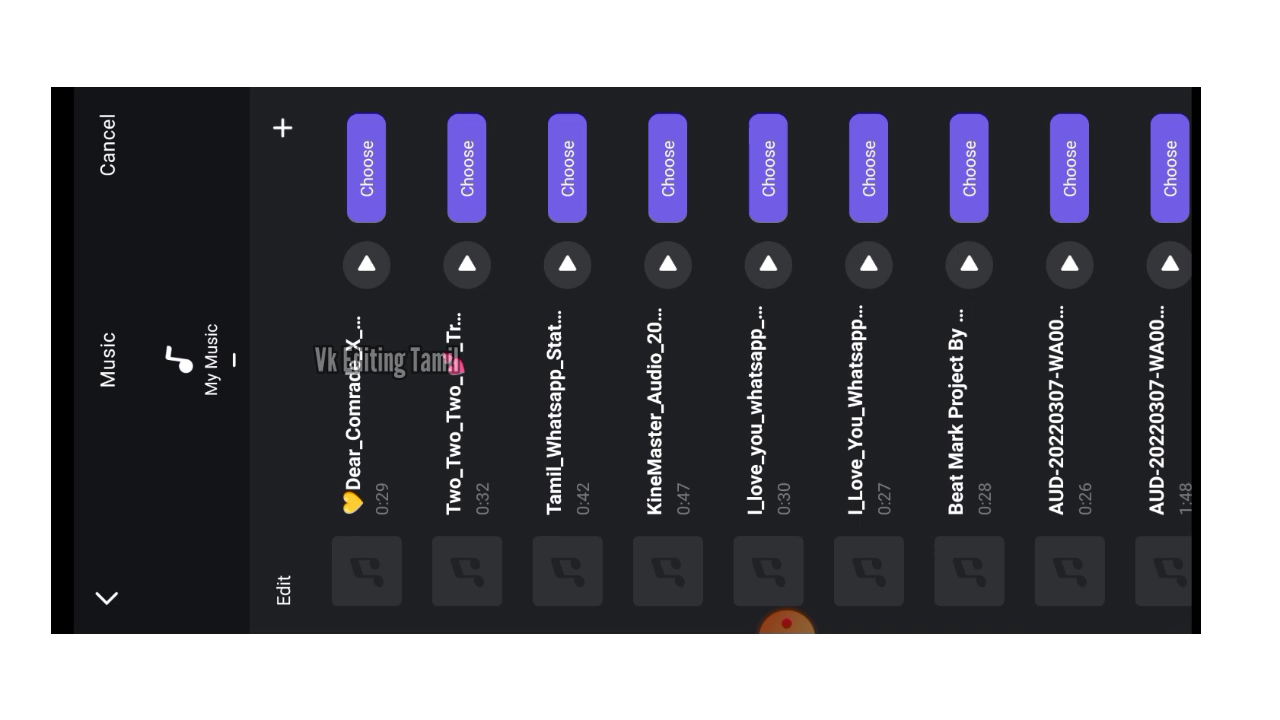 Music
Cancel
My Music
Edit
+
💛Dear_Comrade_X_...
0:29
Choose
Two_Two_Two_💕_Tr...
0:32
Choose
Tamil_Whatsapp_Stat...
0:42
Choose
KineMaster_Audio_20...
0:47
Choose
I_love_you_whatsapp_...
0:30
Choose
I_Love_You_Whatsapp...
0:27
Choose
Beat Mark Project By ...
0:28
Choose
AUD-20220307-WA00...
0:26
Choose
AUD-20220307-WA00...
1:48
Choose
Vk Editing Tamil